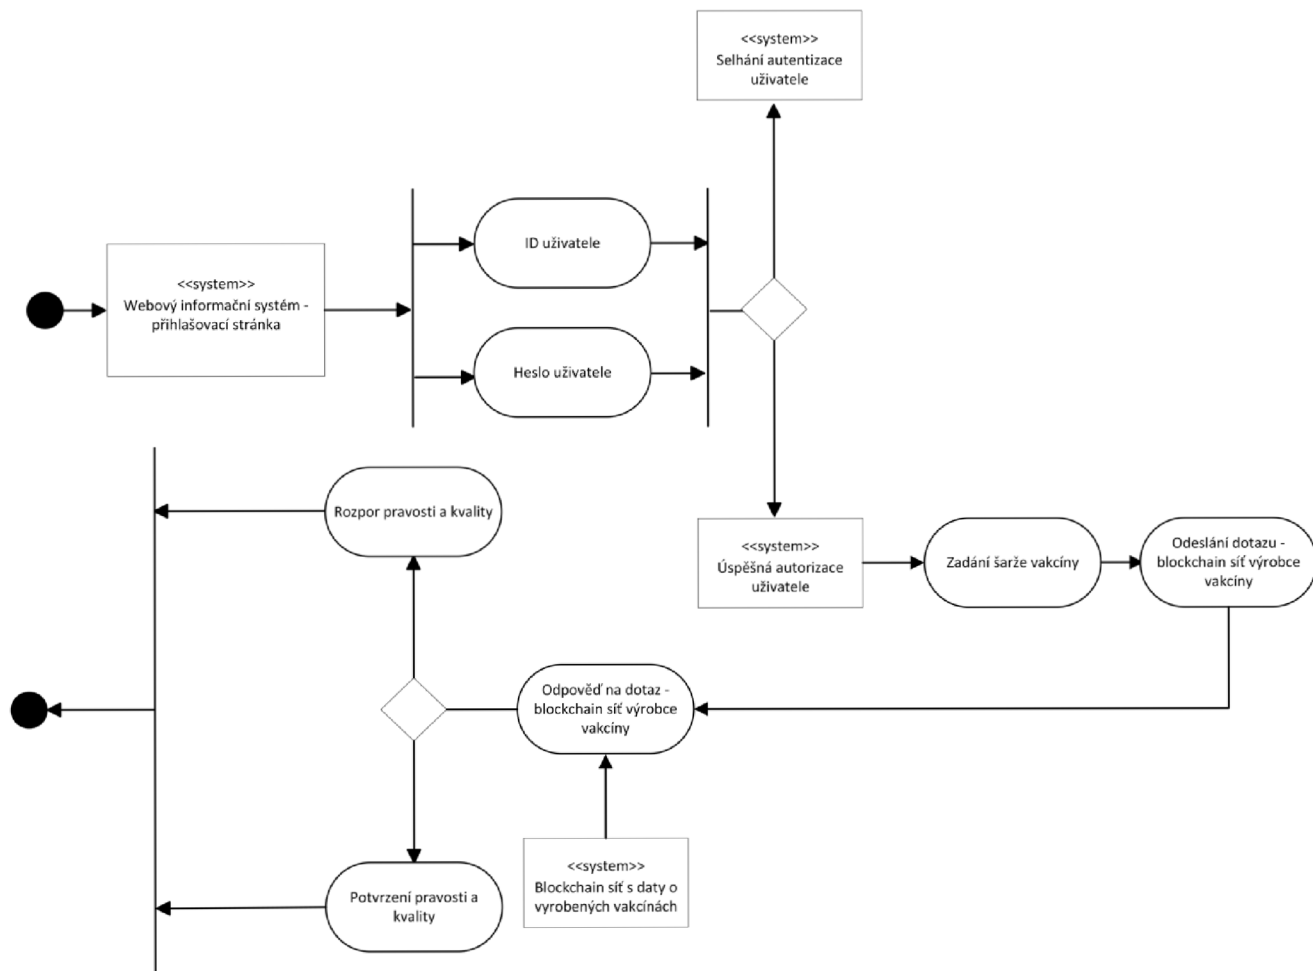 <<system>>
Selhání autentizace
uživatele
ID uživatele
<<system>>
Webový informační systém -
přihlašovací stránka
Heslo uživatele
Rozpor pravosti a kvality
<<system>>
Úspěšná autorizace
uživatele
Zadání šarže vakcíny
Odeslání dotazu -
blockchain síť výrobce
vakcíny
Odpověď na dotaz -
blockchain síť výrobce
vakcíny
<<system>>
Blockchain síť s daty o
vyrobených vakcínách
Potvrzení pravosti a
kvality